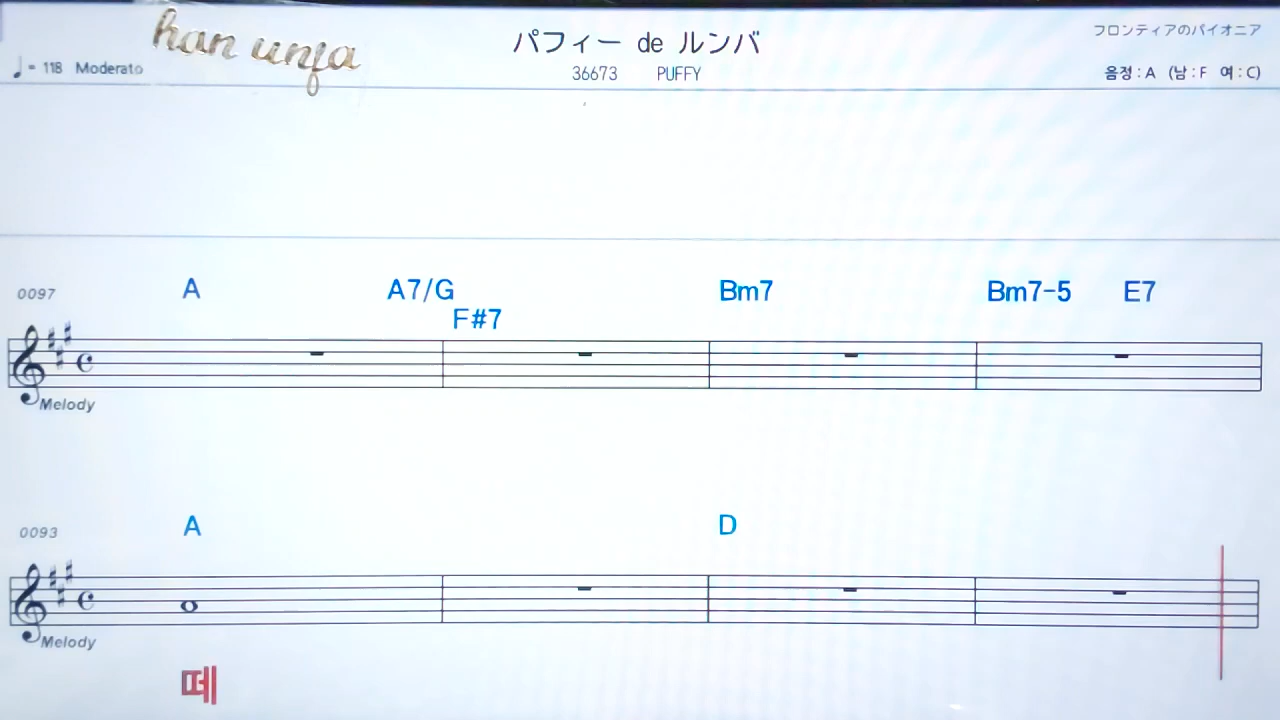 han unja
パフィー de ルンバ
フロンティアのパイオニア
♩= 118 Moderato
36673 PUFFY
음정 : A (남 : F 여 : C)
0097 A A7/G Bm7 Bm7-5 E7
F#7
Melody
0093 A D
Melody
떼